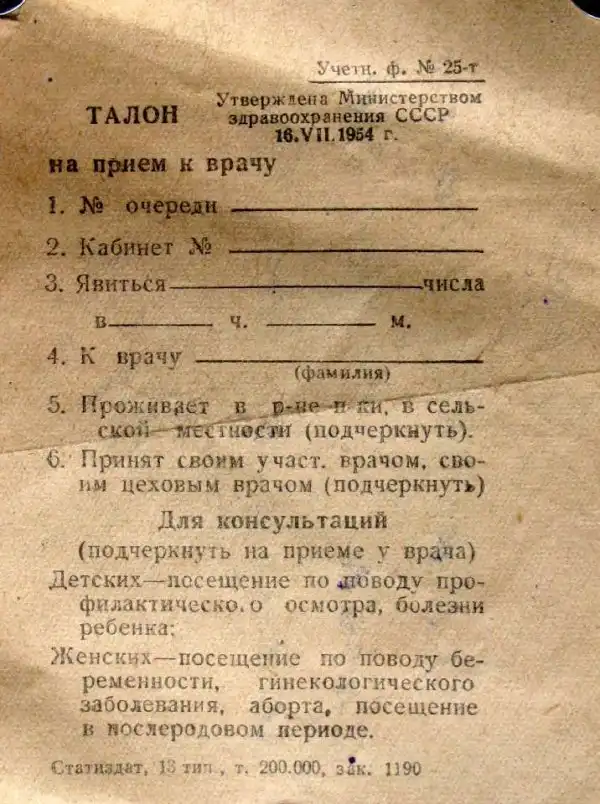 Учетн. ф. № 25-т
Утверждена Министерством
здравоохранения СССР
16.VII.1954 г.
ТАЛОН
на прием к врачу
1. № очереди
2. Кабинет №
3. Явиться числа
в ч. м.
4. К врачу
(фамилия)
5. Проживает в р-не п-ки, в сель-
ской местности (подчеркнуть).
6. Принят своим участ. врачом, сво-
им цеховым врачом (подчеркнуть)
Для консультаций
(подчеркнуть на приеме у врача)
Детских—посещение по поводу про-
филактического осмотра, болезни
ребенка;
Женских—посещение по поводу бе-
ременности, гинекологического
заболевания, аборта, посещение
в послеродовом периоде.
Статиздат, 13 тип., т. 200.000, зак. 1190